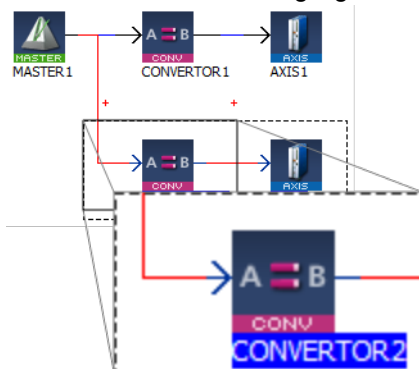 A B
MASTER CONV AXIS
MASTER1 CONVERTOR1 AXIS1
A B
CONV AXIS
A B
CONV
CONVERTOR2